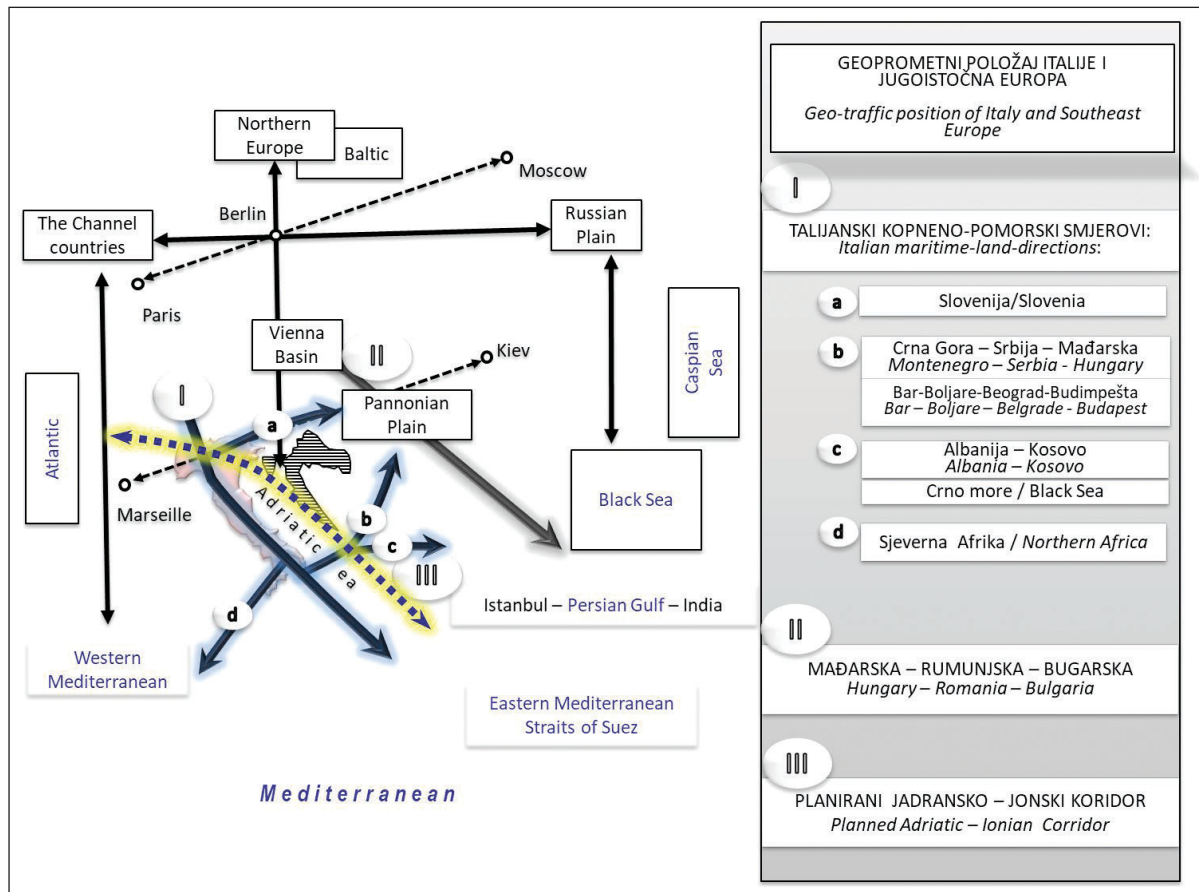 Northern
Europe
Baltic
Moscow
Berlin
The Channel
countries
Russian
Plain
Paris
Vienna
Basin
II
Kiev
Caspian
Sea
I
Pannonian
Plain
a
Atlantic
Marseille
Adriatic
ea
Black Sea
b
c
III
d
Istanbul – Persian Gulf – India
Western
Mediterranean
Eastern Mediterranean
Straits of Suez
Mediterranean
GEOPROMETNI POLOŽAJ ITALIJE I
JUGOISTOČNA EUROPA
Geo-traffic position of Italy and Southeast
Europe
I
TALIJANSKI KOPNENO-POMORSKI SMJEROVI:
Italian maritime-land-directions:
a
Slovenija/Slovenia
b
Crna Gora – Srbija – Mađarska
Montenegro – Serbia - Hungary
Bar-Boljare-Beograd-Budimpešta
Bar – Boljare – Belgrade - Budapest
c
Albanija – Kosovo
Albania – Kosovo
Crno more / Black Sea
d
Sjeverna Afrika / Northern Africa
II
MAĐARSKA – RUMUNJSKA – BUGARSKA
Hungary – Romania – Bulgaria
III
PLANIRANI JADRANSKO – JONSKI KORIDOR
Planned Adriatic – Ionian Corridor